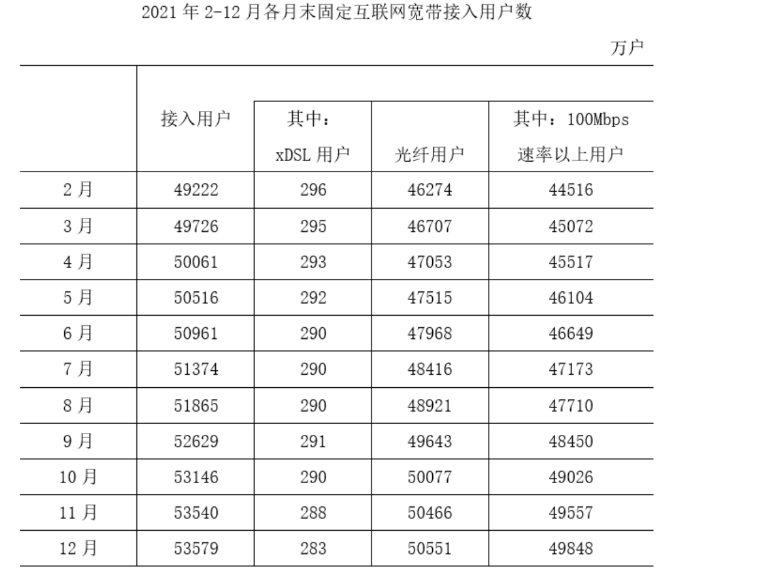 2021 年 2-12 月各月末固定互联网宽带接入用户数
万户
接入用户 其中: 其中: 100Mbps
xDSL 用户 光纤用户 速率以上用户
2 月 49222 296 46274 44516
3 月 49726 295 46707 45072
4 月 50061 293 47053 45517
5 月 50516 292 47515 46104
6 月 50961 290 47968 46649
7 月 51374 290 48416 47173
8 月 51865 290 48921 47710
9 月 52629 291 49643 48450
10 月 53146 290 50077 49026
11 月 53540 288 50466 49557
12 月 53579 283 50551 49848